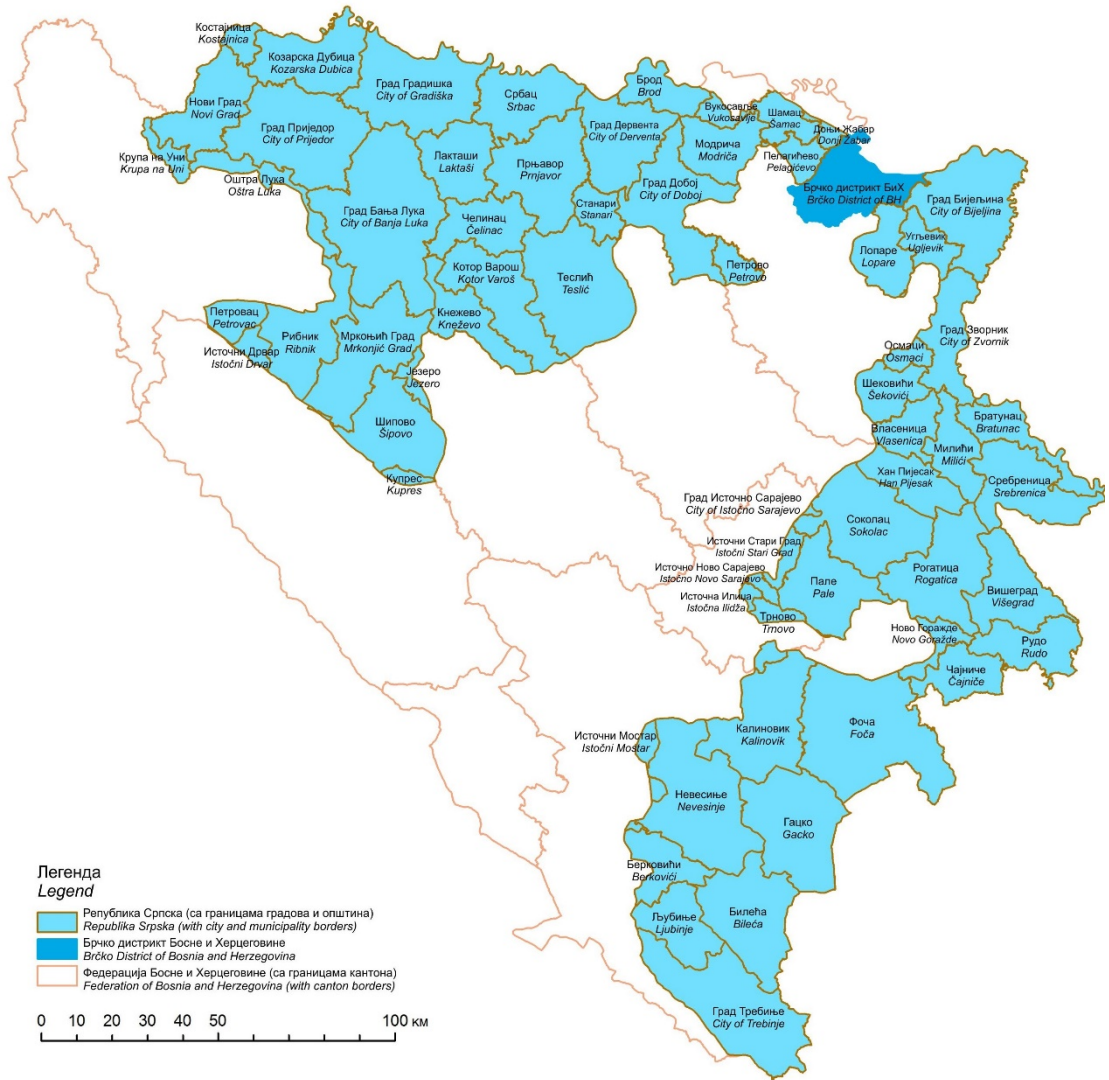 Костајница
Kostajnica
Козарска Дубица
Kozarska Dubica
Град Градишка
City of Gradiška
Србац
Srbac
Брод
Brod
Вукосавље
Vukosavlje
Шамац
Šamac
Доњи Жабар
Donji Žabar
Нови Град
Novi Grad
Град Приједор
City of Prijedor
Град Дервента
City of Derventa
Модрича
Modriča
Пелагићево
Pelagićevo
Крупа на Уни
Krupa na Uni
Оштра Лука
Oštra Luka
Лакташи
Laktaši
Прњавор
Prnjavor
Град Добој
City of Doboj
Брчко дистрикт БиХ
Brčko District of BH
Град Бијељина
City of Bijeljina
Град Бања Лука
City of Banja Luka
Челинац
Čelinac
Станари
Stanari
Угљевик
Ugljevik
Лопаре
Lopare
Котор Варош
Kotor Varoš
Теслић
Teslić
Петрово
Petrovo
Петровац
Petrovac
Рибник
Ribnik
Мркоњић Град
Mrkonjić Grad
Кнежево
Kneževo
Источни Дрвар
Istočni Drvar
Језеро
Jezero
Шипово
Šipovo
Купрес
Kupres
Град Зворник
City of Zvornik
Осмаци
Osmaci
Шековићи
Šekovići
Братунац
Bratunac
Власеница
Vlasenica
Милићи
Milići
Хан Пијесак
Han Pijesak
Сребреница
Srebrenica
Град Источно Сарајево
City of Istočno Sarajevo
Соколац
Sokolac
Источни Стари Град
Istočni Stari Grad
Источно Ново Сарајево
Istočno Novo Sarajevo
Источна Илиџа
Istočna Ilidža
Пале
Pale
Рогатица
Rogatica
Вишеград
Višegrad
Трново
Trnovo
Ново Горажде
Novo Goražde
Рудо
Rudo
Чајниче
Čajniče
Источни Мостар
Istočni Mostar
Калиновик
Kalinovik
Фоча
Foča
Невесиње
Nevesinje
Гацко
Gacko
Берковићи
Berkovići
Љубиње
Ljubinje
Билећа
Bileća
Град Требиње
City of Trebinje
Легенда
Legend
Република Српска (са границама градова и општина)
Republika Srpska (with city and municipality borders)
Брчко дистрикт Босне и Херцеговине
Brčko District of Bosnia and Herzegovina
Федерација Босне и Херцеговине (са границама кантона)
Federation of Bosnia and Herzegovina (with canton borders)
0 10 20 40 60 100 км